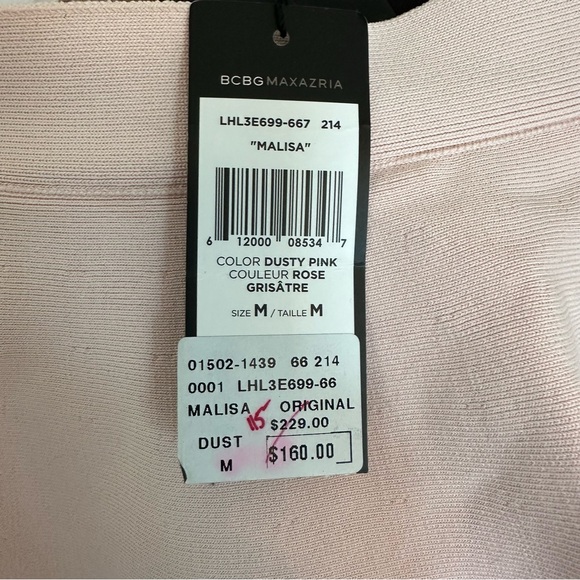 BCBGMAXAZRIA
LHL3E699-667 214
"MALISA"
6 12000 08534 7
COLOR DUSTY PINK
COULEUR ROSE
GRISÂTRE
SIZE M / TAILLE M
01502-1439 66 214
0001 LHL3E699-66
MALISA ORIGINAL
15 $229.00
DUST
M $160.00